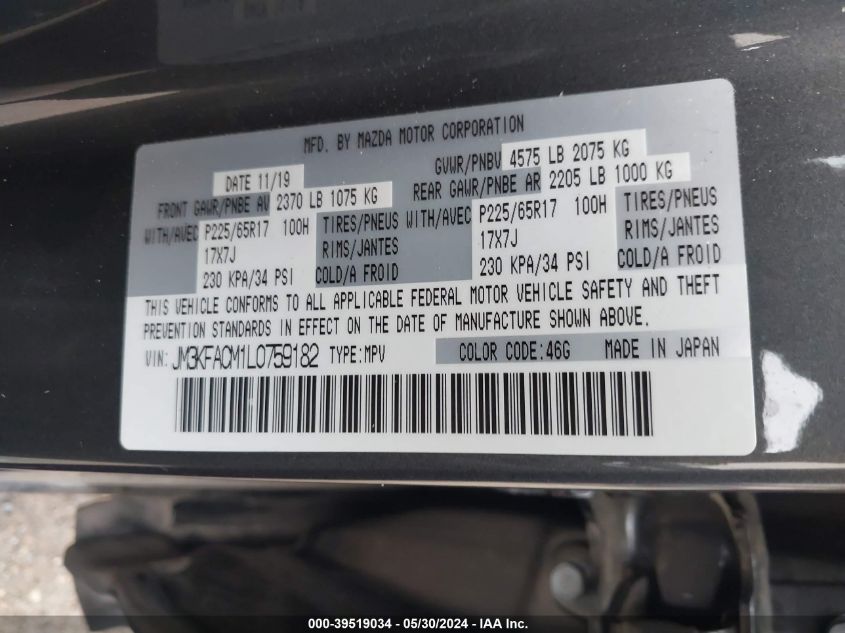 MFD. BY MAZDA MOTOR CORPORATION
DATE 11/19 GVWR/PNBV 4575 LB 2075 KG
FRONT GAWR/PNBE AV 2370 LB 1075 KG REAR GAWR/PNBE AR 2205 LB 1000 KG
WITH/AVEC P225/65R17 100H TIRES/PNEUS WITH/AVEC P225/65R17 100H TIRES/PNEUS
17X7J RIMS/JANTES 17X7J RIMS/JANTES
230 KPA/34 PSI COLD/A FROID 230 KPA/34 PSI COLD/A FROID
THIS VEHICLE CONFORMS TO ALL APPLICABLE FEDERAL MOTOR VEHICLE SAFETY AND THEFT
PREVENTION STANDARDS IN EFFECT ON THE DATE OF MANUFACTURE SHOWN ABOVE.
VIN: JM3KFACM1L0759182 TYPE:MPV COLOR CODE:46G MADE IN JAPAN
000-39519034 - 05/30/2024 - IAA Inc.